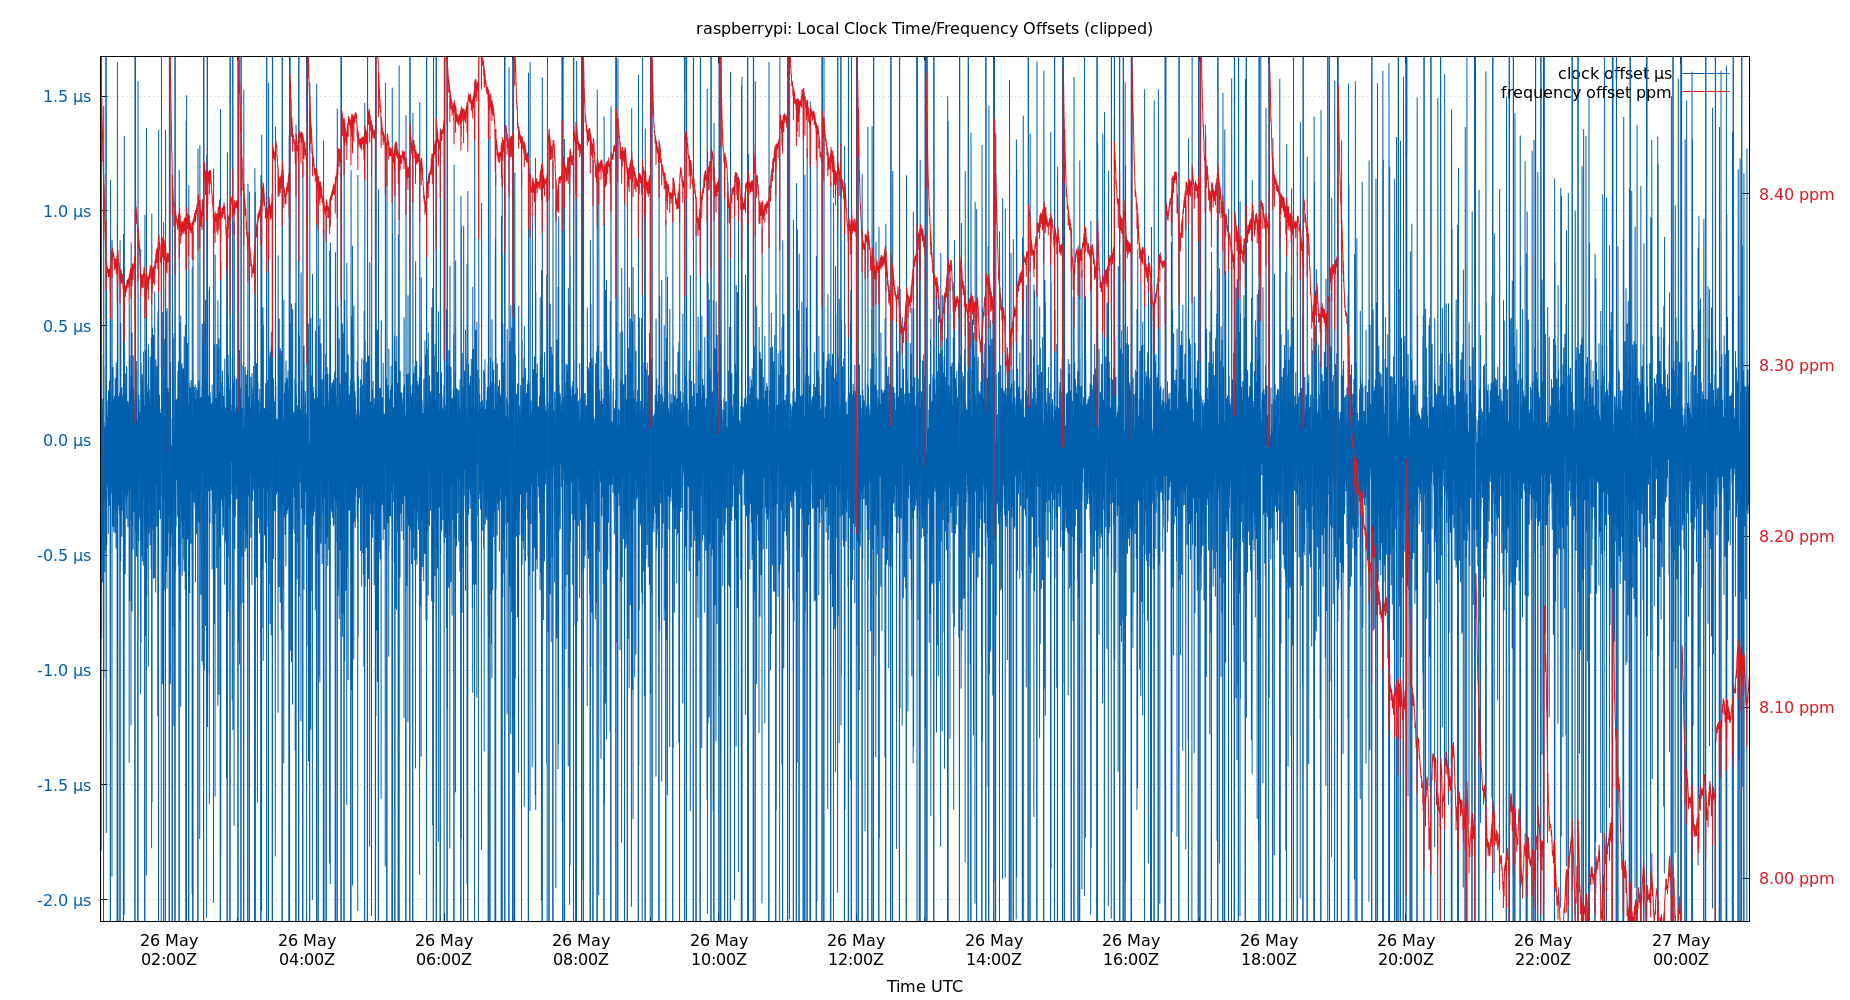 raspberrypi: Local Clock Time/Frequency Offsets (clipped)
clock offset µs
frequency offset ppm
1.5 µs
1.0 µs
0.5 µs
0.0 µs
-0.5 µs
-1.0 µs
-1.5 µs
-2.0 µs
8.40 ppm
8.30 ppm
8.20 ppm
8.10 ppm
8.00 ppm
26 May 26 May 26 May 26 May 26 May 26 May 26 May 26 May 26 May 26 May 26 May 27 May
02:00Z 04:00Z 06:00Z 08:00Z 10:00Z 12:00Z 14:00Z 16:00Z 18:00Z 20:00Z 22:00Z 00:00Z
Time UTC